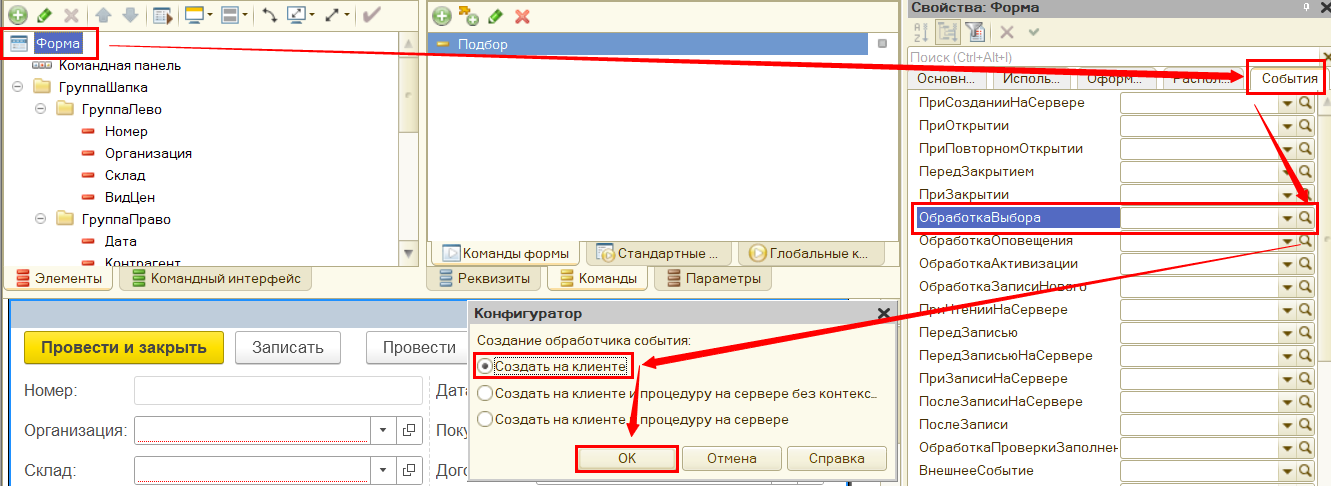 Форма
Командная панель
ГруппаШапка
ГруппаЛево
Номер
Организация
Склад
ВидЦен
ГруппаПраво
Дата
Контрагент
Элементы
Командный интерфейс
Подбор
Команды формы
Стандартные ...
Глобальные к...
Реквизиты
Команды
Параметры
Свойства: Форма
Поиск (Ctrl+Alt+I)
Основн...
Исполь...
Оформ...
Распол...
События
ПриСозданииНаСервере
ПриОткрытии
ПриПовторномОткрытии
ПередЗакрытием
ПриЗакрытии
ОбработкаВыбора
ОбработкаОповещения
ОбработкаАктивизации
ОбработкаЗаписиНового
ПриЧтенииНаСервере
ПередЗаписью
ПередЗаписьюНаСервере
ПриЗаписиНаСервере
ПослеЗаписиНаСервере
ПослеЗаписи
ОбработкаПроверкиЗаполнен
ВнешнееСобытие
Провести и закрыть
Записать
Провести
Номер:
Дата
Организация:
Поку
Склад:
Дого
Конфигуратор
Создание обработчика события:
Создать на клиенте
Создать на клиенте и процедуру на сервере без контекс...
Создать на клиенте и процедуру на сервере
ОК
Отмена
Справка